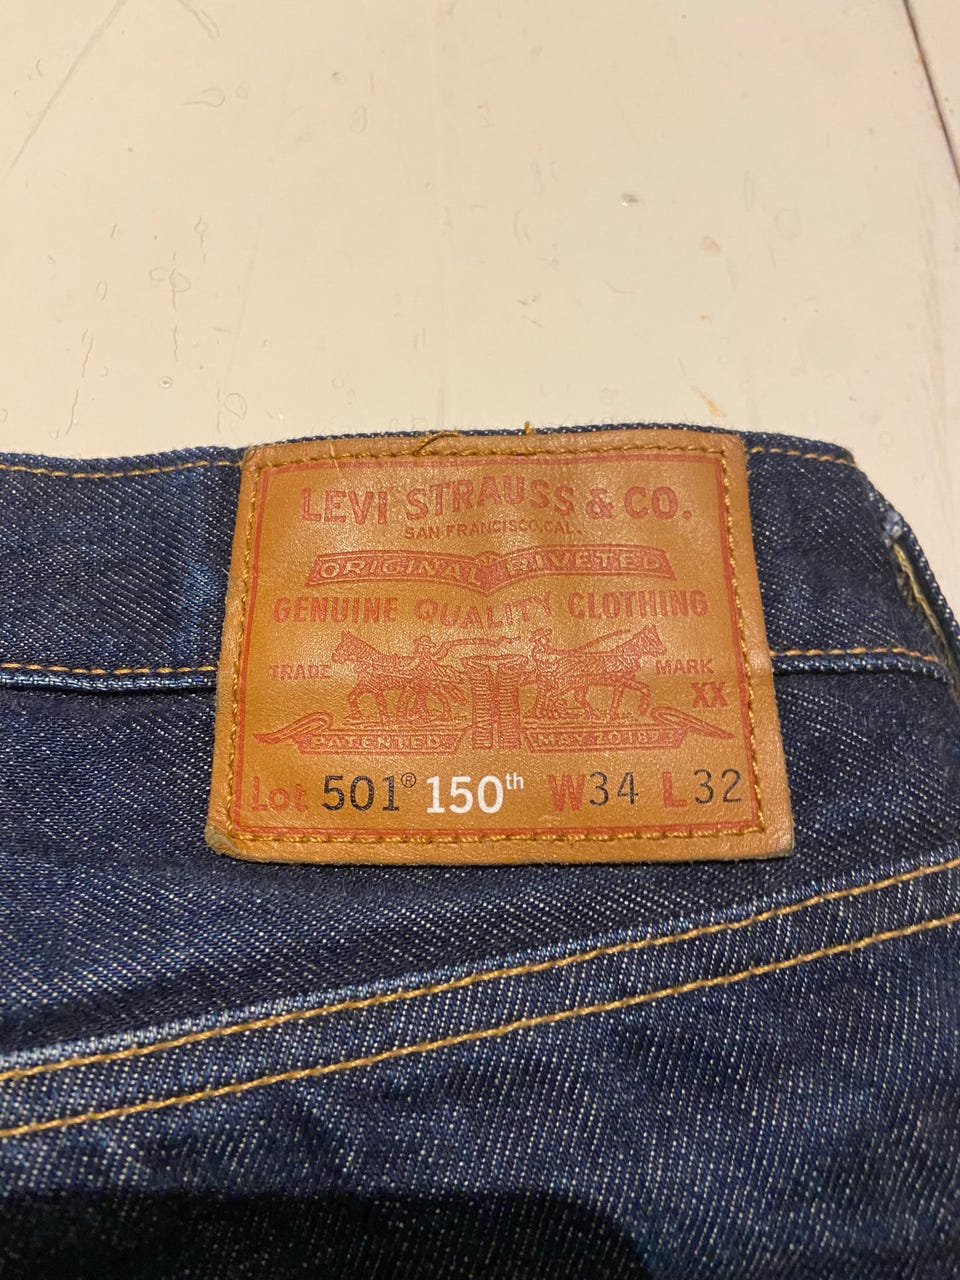 LEVI STRAUSS & CO.
SAN FRANCISCO, CAL.
ORIGINAL RIVETED
GENUINE QUALITY CLOTHING
TRADE MARK
XX
PATENTED MAY 20 1873
Lot 501® 150th W34 L32